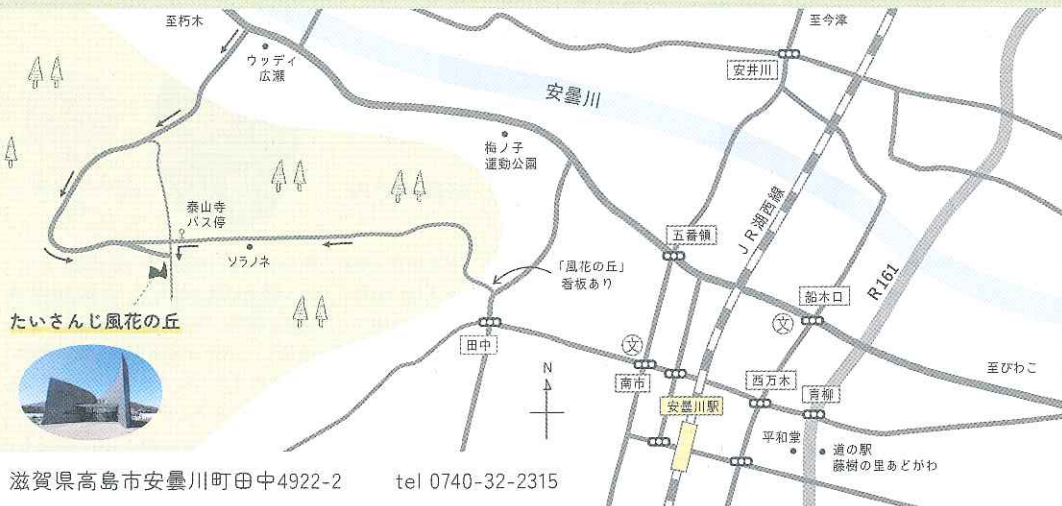 至朽木
至今津
ウッディ
広瀬
安井川
安曇川
梅ノ子
運動公園
JR湖西線
泰山寺
バス停
五番領
ソラノネ
「風花の丘」
看板あり
R161
船木口
文
たいさんじ風花の丘
田中
文
至びわこ
N
南市
西万木
青柳
安曇川駅
平和堂
道の駅
藤樹の里あどがわ
滋賀県高島市安曇川町田中4922-2
tel 0740-32-2315